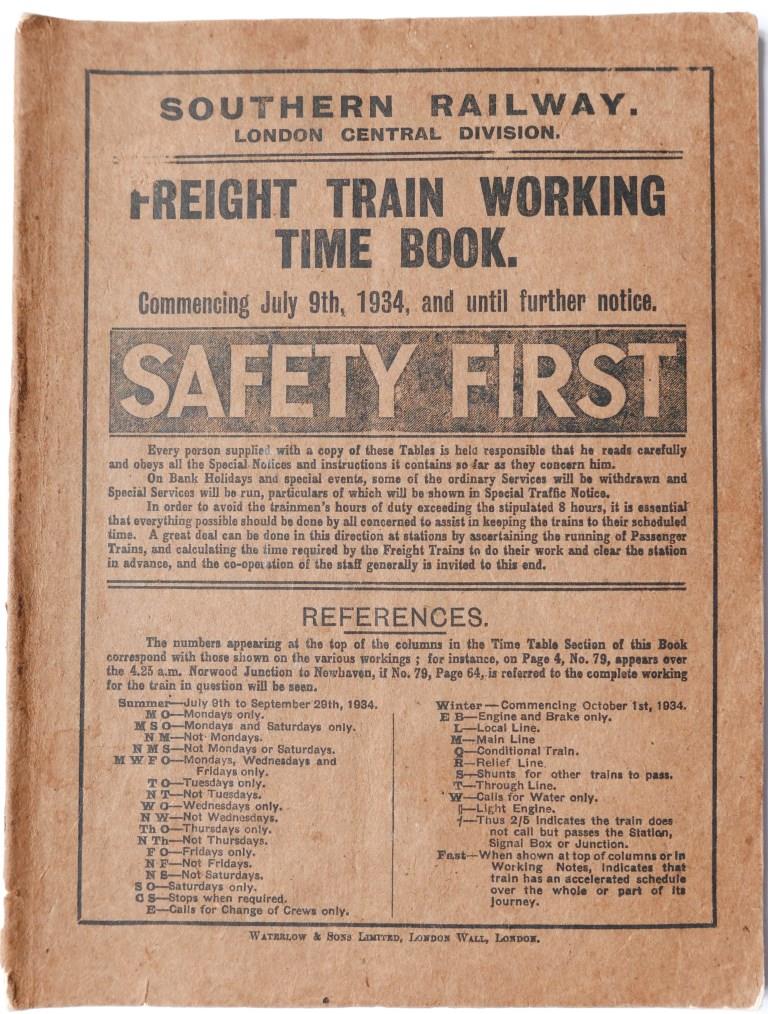 SOUTHERN RAILWAY.
LONDON CENTRAL DIVISION.
FREIGHT TRAIN WORKING
TIME BOOK.
Commencing July 9th, 1934, and until further notice.
SAFETY FIRST
Every person supplied with a copy of these Tables is held responsible that he reads carefully
and obeys all the Special Notices and instructions it contains so far as they concern him.
On Bank Holidays and special events, some of the ordinary Services will be withdrawn and
Special Services will be run, particulars of which will be shown in Special Traffic Notice.
In order to avoid the trainmen's hours of duty exceeding the stipulated 8 hours, it is essential
that everything possible should be done by all concerned to assist in keeping the trains to their scheduled
time. A great deal can be done in this direction at stations by ascertaining the running of Passenger
Trains, and calculating the time required by the Freight Trains to do their work and clear the station
in advance, and the co-operation of the staff generally is invited to this end.
REFERENCES.
The numbers appearing at the top of the columns in the Time Table Section of this Book
correspond with those shown on the various workings ; for instance, on Page 4, No. 79, appears over
the 4.25 a.m. Norwood Junction to Newhaven, if No. 79, Page 64, is referred to the complete working
for the train in question will be seen.
Summer—July 9th to September 29th, 1934.
M O—Mondays only.
M S O—Mondays and Saturdays only.
N M—Not Mondays.
N M S—Not Mondays or Saturdays.
M W F O—Mondays, Wednesdays and
Fridays only.
T O—Tuesdays only.
N T—Not Tuesdays.
W O—Wednesdays only.
N W—Not Wednesdays.
Th O—Thursdays only.
N Th—Not Thursdays.
F O—Fridays only.
N F—Not Fridays.
N S—Not Saturdays.
S O—Saturdays only.
C S—Stops when required.
E—Calls for Change of Crews only.
Winter—Commencing October 1st, 1934.
E B—Engine and Brake only.
L—Local Line.
M—Main Line
Q—Conditional Train.
R—Relief Line.
S—Shunts for other trains to pass.
T—Through Line.
W—Calls for Water only.
—Light Engine.
—Thus 2/5 indicates the train does
not call but passes the Station,
Signal Box or Junction.
Fast—When shown at top of columns or in
Working Notes, indicates that
train has an accelerated schedule
over the whole or part of its
journey.
WATERLOW & SONS LIMITED, LONDON WALL, LONDON.